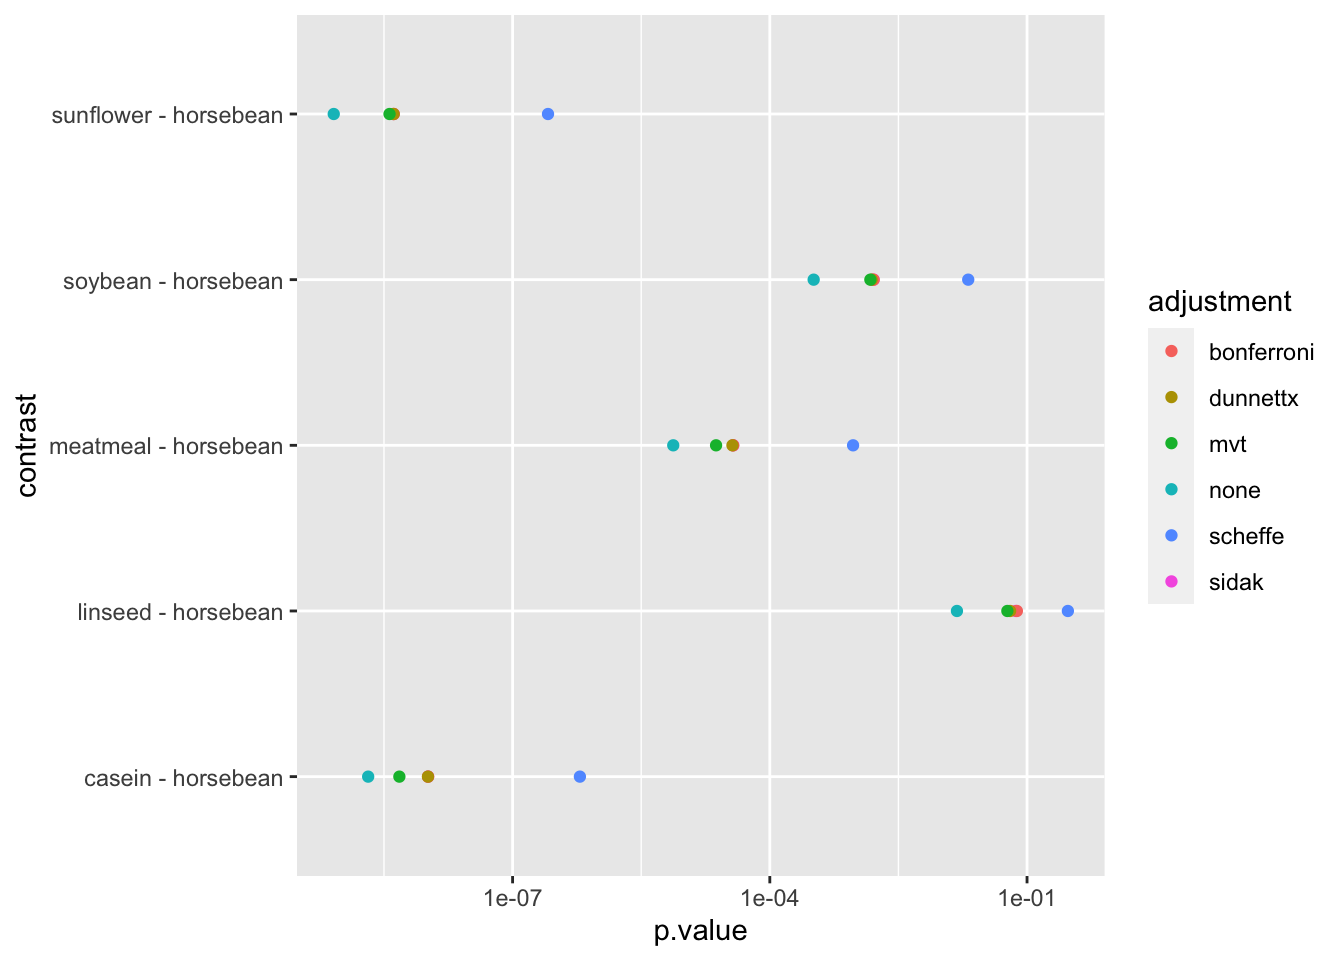 sunflower - horsebean
soybean - horsebean
meatmeal - horsebean
linseed - horsebean
casein - horsebean
contrast
1e-07
1e-04
1e-01
p.value
adjustment
bonferroni
dunnettx
mvt
none
scheffe
sidak